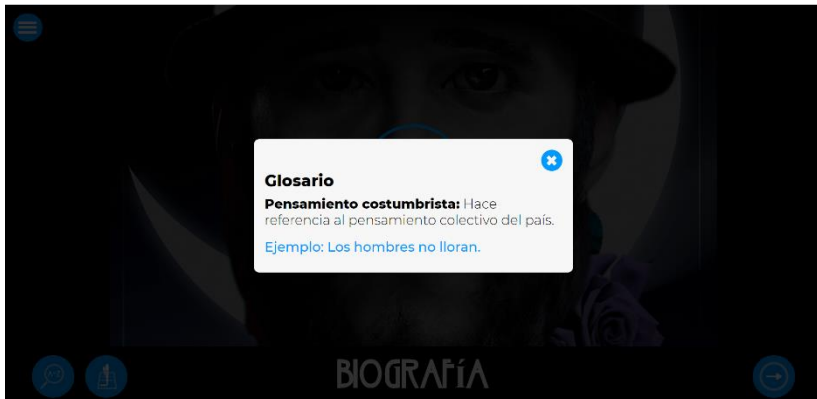 Glosario
Pensamiento costumbrista: Hace
referencia al pensamiento colectivo del país.
Ejemplo: Los hombres no lloran.
BIOGRAFÍA